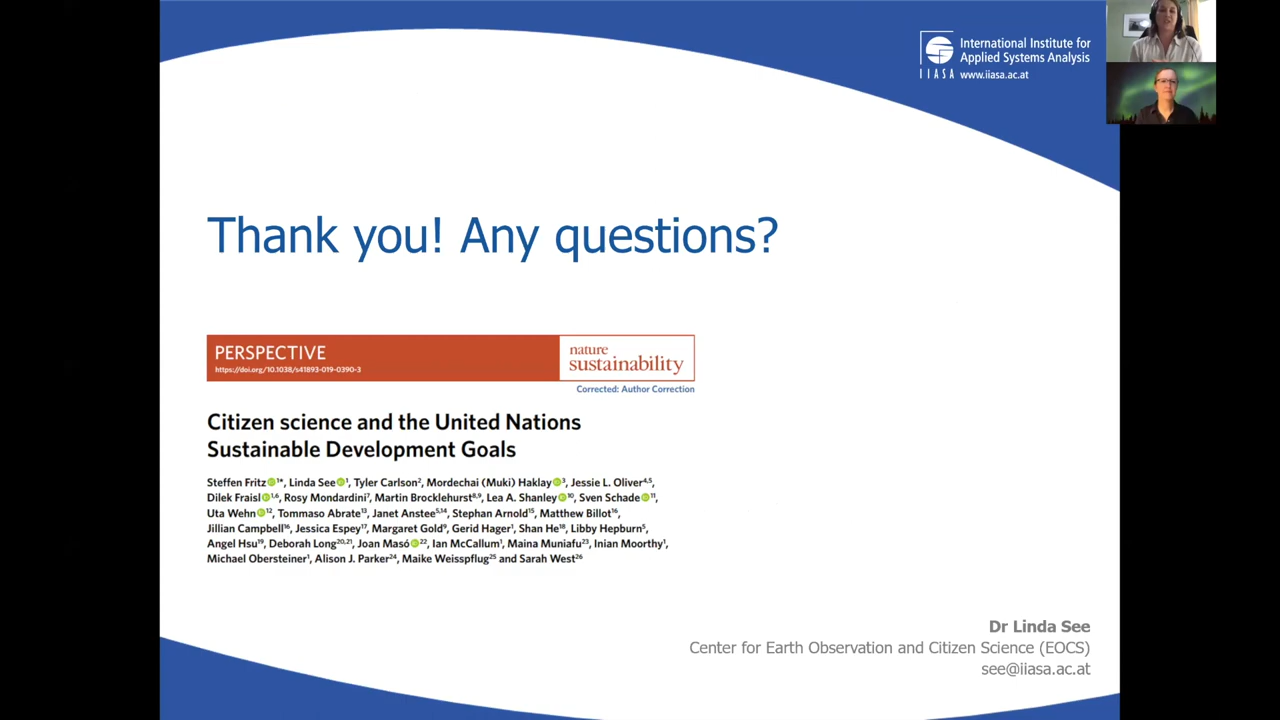 International Institute for
Applied Systems Analysis
IIASA www.iiasa.ac.at
Thank you! Any questions?
PERSPECTIVE
https://doi.org/10.1038/s41893-019-0390-3
nature
sustainability
Corrected: Author Correction
Citizen science and the United Nations
Sustainable Development Goals
Steffen Fritz 1*, Linda See 1, Tyler Carlson2, Mordechai (Muki) Haklay 3, Jessie L. Oliver4,5,
Dilek Fraisl 1,6, Rosy Mondardini7, Martin Brocklehurst8,9, Lea A. Shanley 10, Sven Schade 11,
Uta Wehn 12, Tommaso Abrate13, Janet Anstee5,14, Stephan Arnold15, Matthew Billot16,
Jillian Campbell16, Jessica Espey17, Margaret Gold9, Gerid Hager1, Shan He18, Libby Hepburn5,
Angel Hsu19, Deborah Long20,21, Joan Masó 22, Ian McCallum1, Maina Muniafu23, Inian Moorthy1,
Michael Obersteiner1, Alison J. Parker24, Maike Weisspflug25 and Sarah West26
Dr Linda See
Center for Earth Observation and Citizen Science (EOCS)
see@iiasa.ac.at